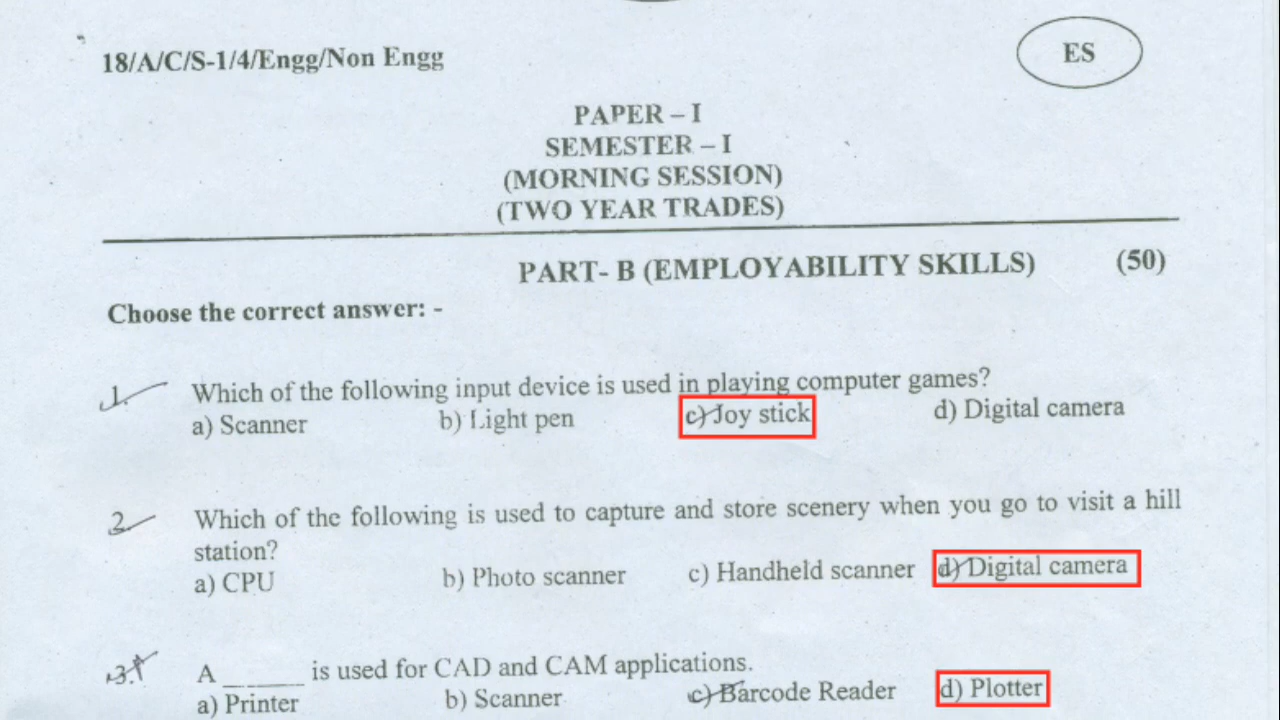 18/A/C/S-1/4/Engg/Non Engg
ES
PAPER – I
SEMESTER – I
(MORNING SESSION)
(TWO YEAR TRADES)
PART- B (EMPLOYABILITY SKILLS) (50)
Choose the correct answer: -
1. Which of the following input device is used in playing computer games?
a) Scanner b) Light pen c) Joy stick d) Digital camera
2 Which of the following is used to capture and store scenery when you go to visit a hill
station?
a) CPU b) Photo scanner c) Handheld scanner d) Digital camera
3. A ______ is used for CAD and CAM applications.
a) Printer b) Scanner c) Barcode Reader d) Plotter